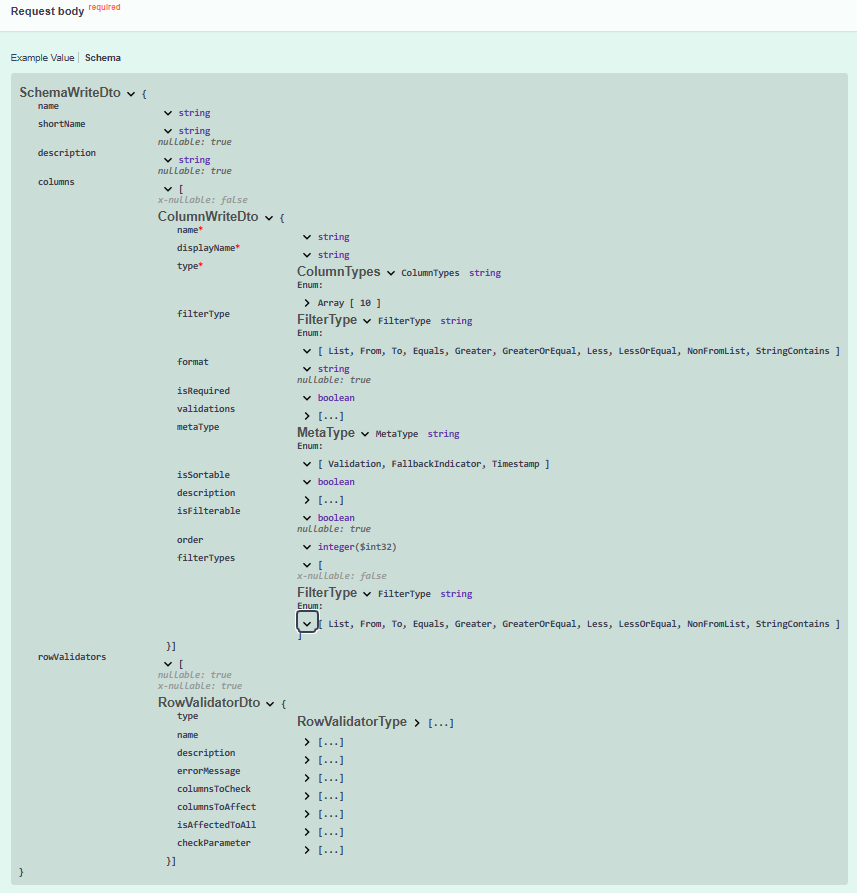 Request body required
Example Value | Schema
SchemaWriteDto {
name
string
shortName
string
nullable: true
description
string
nullable: true
columns
[
x-nullable: false
ColumnWriteDto {
name*
string
displayName*
string
type*
ColumnTypes ColumnTypes string
Enum:
Array [ 10 ]
filterType
FilterType FilterType string
Enum:
[ List, From, To, Equals, Greater, GreaterOrEqual, Less, LessOrEqual, NonFromList, StringContains ]
format
string
nullable: true
isRequired
boolean
validations
[...]
metaType
MetaType MetaType string
Enum:
[ Validation, FallbackIndicator, Timestamp ]
isSortable
boolean
description
[...]
isFilterable
boolean
nullable: true
order
integer($int32)
filterTypes
[
x-nullable: false
FilterType FilterType string
Enum:
[ List, From, To, Equals, Greater, GreaterOrEqual, Less, LessOrEqual, NonFromList, StringContains ]
]
}]
rowValidators
[
nullable: true
x-nullable: true
RowValidatorDto {
type
RowValidatorType [...]
name
[...]
description
[...]
errorMessage
[...]
columnsToCheck
[...]
columnsToAffect
[...]
isAffectedToAll
[...]
checkParameter
[...]
}]
}